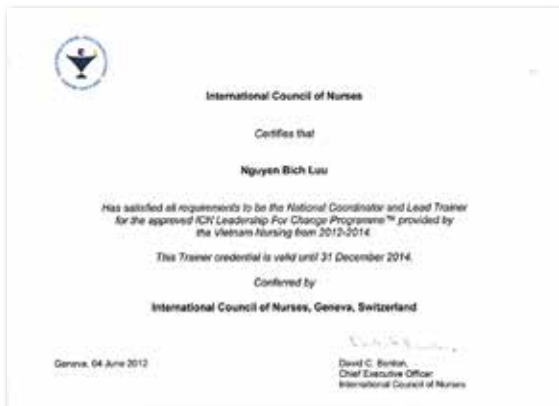 International Council of Nurses
Certifies that
Nguyen Bich Luu
Has satisfied all requirements to be the National Coordinator and Lead Trainer
for the approved ICN Leadership For Change Programme™ provided by
the Vietnam Nursing from 2012-2014.
This Trainer credential is valid until 31 December 2014.
Conferred by
International Council of Nurses, Geneva, Switzerland
Geneva, 04 June 2012
David C. Benton,
Chief Executive Officer
International Council of Nurses